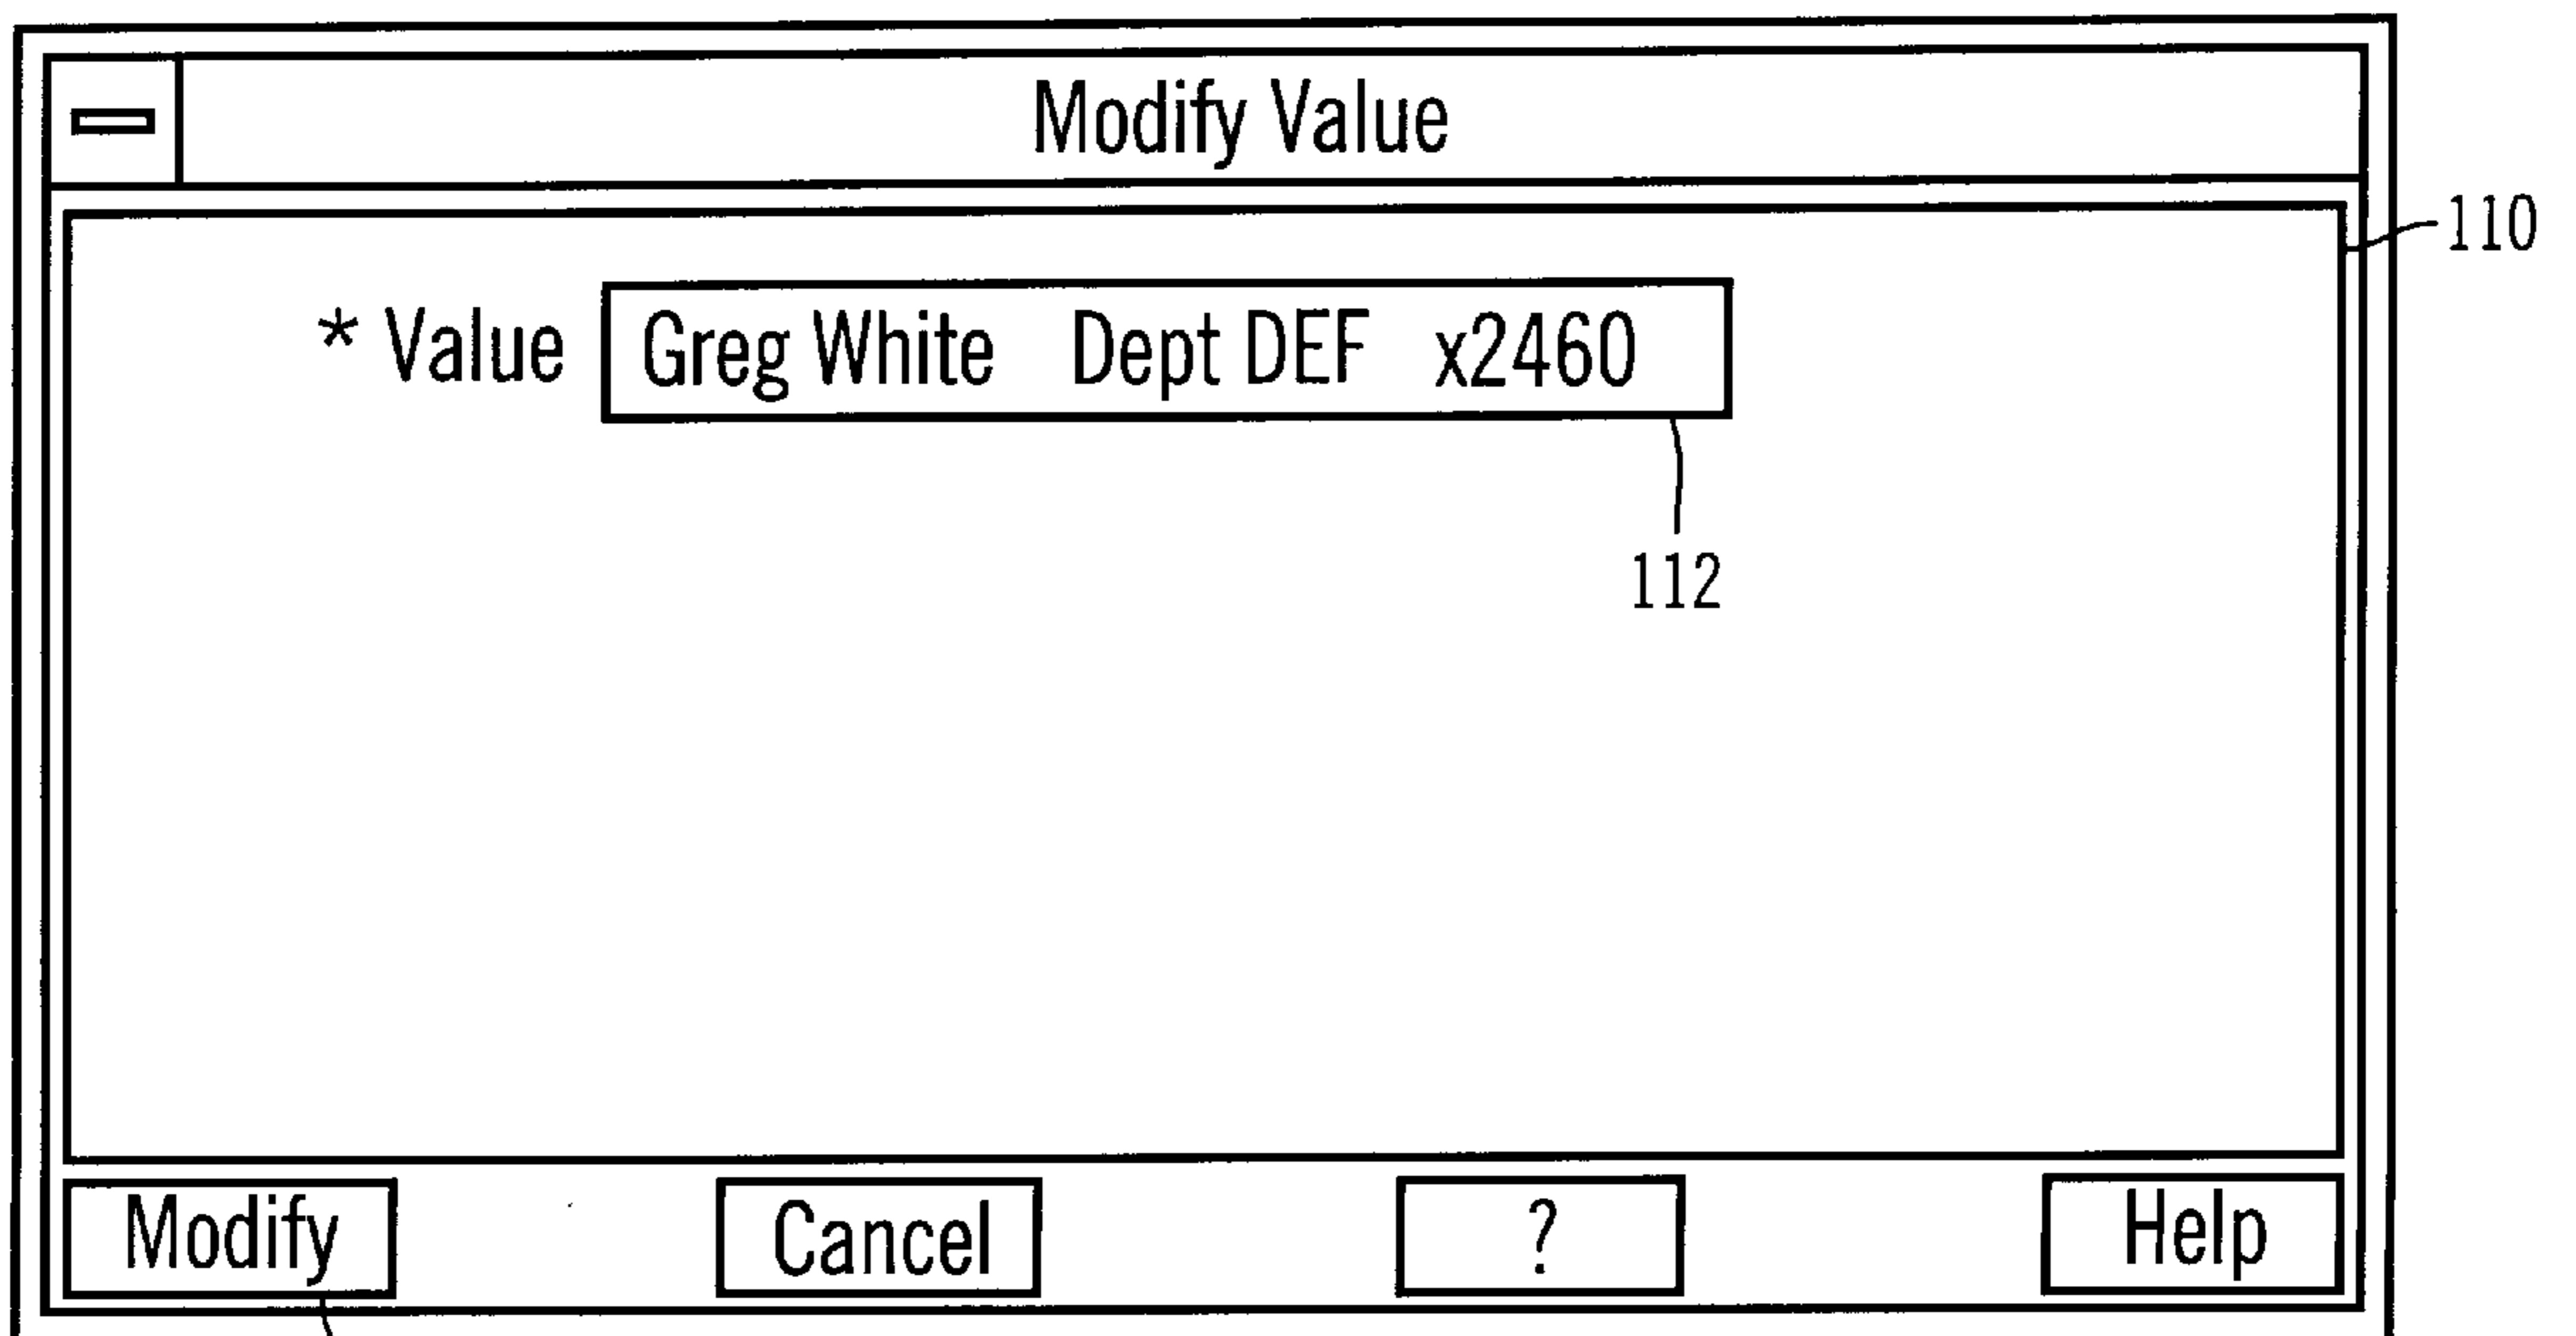 Modify Value
110
* Value Greg White Dept DEF x2460
112
Modify Cancel ? Help